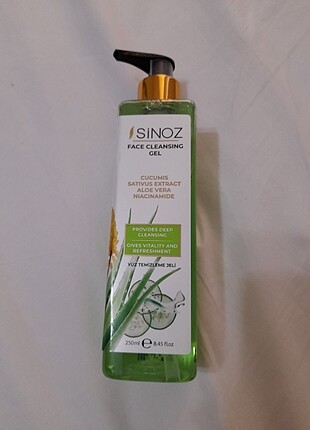 SiNOZ
FACE CLEANSING
GEL
CUCUMIS
SATIVUS EXTRACT
ALOE VERA
NIACINAMIDE
PROVIDES DEEP
CLEANSING
GIVES VITALITY AND
REFRESHMENT
YÜZ TEMİZLEME JELİ
250ml e 8.45 fl.oz